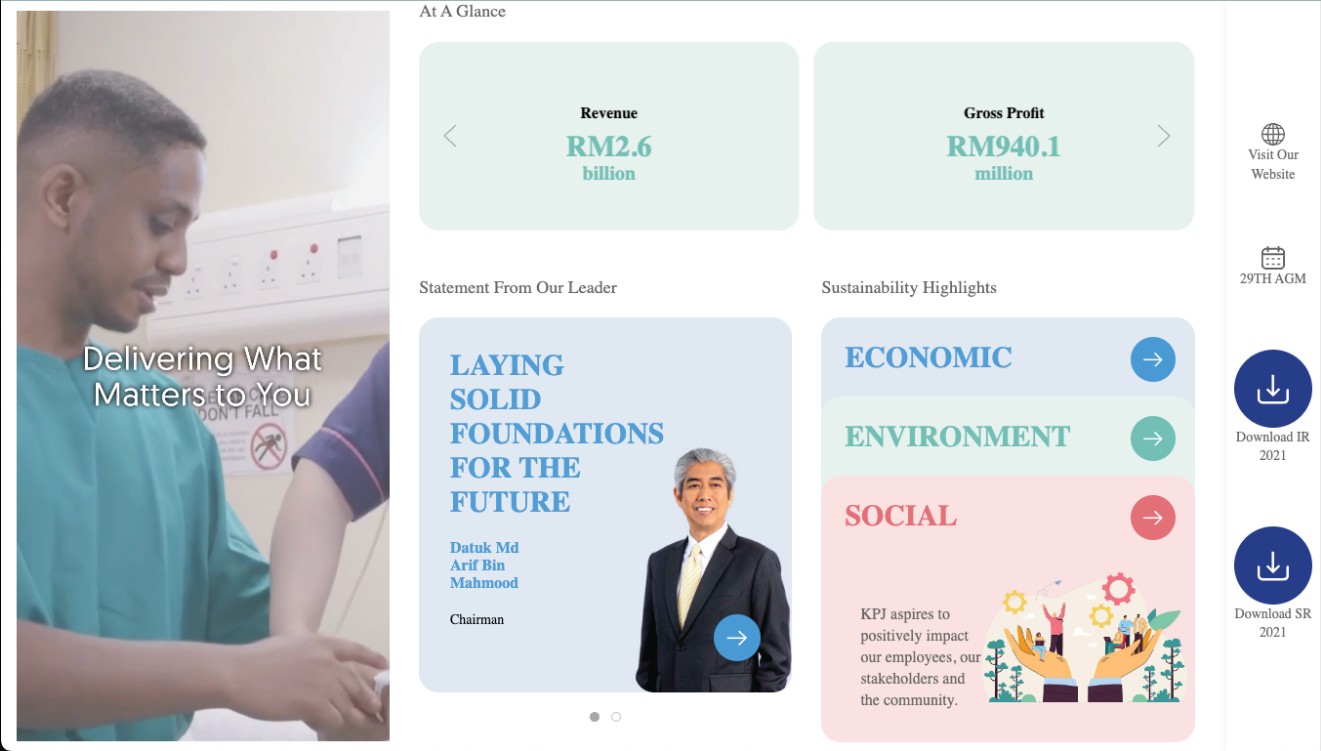 At A Glance
Revenue
RM2.6
billion
Gross Profit
RM940.1
million
Delivering What
Matters to You
DON'T FALL
Statement From Our Leader
LAYING
SOLID
FOUNDATIONS
FOR THE
FUTURE
Datuk Md
Arif Bin
Mahmood
Chairman
Sustainability Highlights
ECONOMIC
ENVIRONMENT
SOCIAL
KPJ aspires to
positively impact
our employees, our
stakeholders and
the community.
Visit Our
Website
29TH AGM
Download IR
2021
Download SR
2021